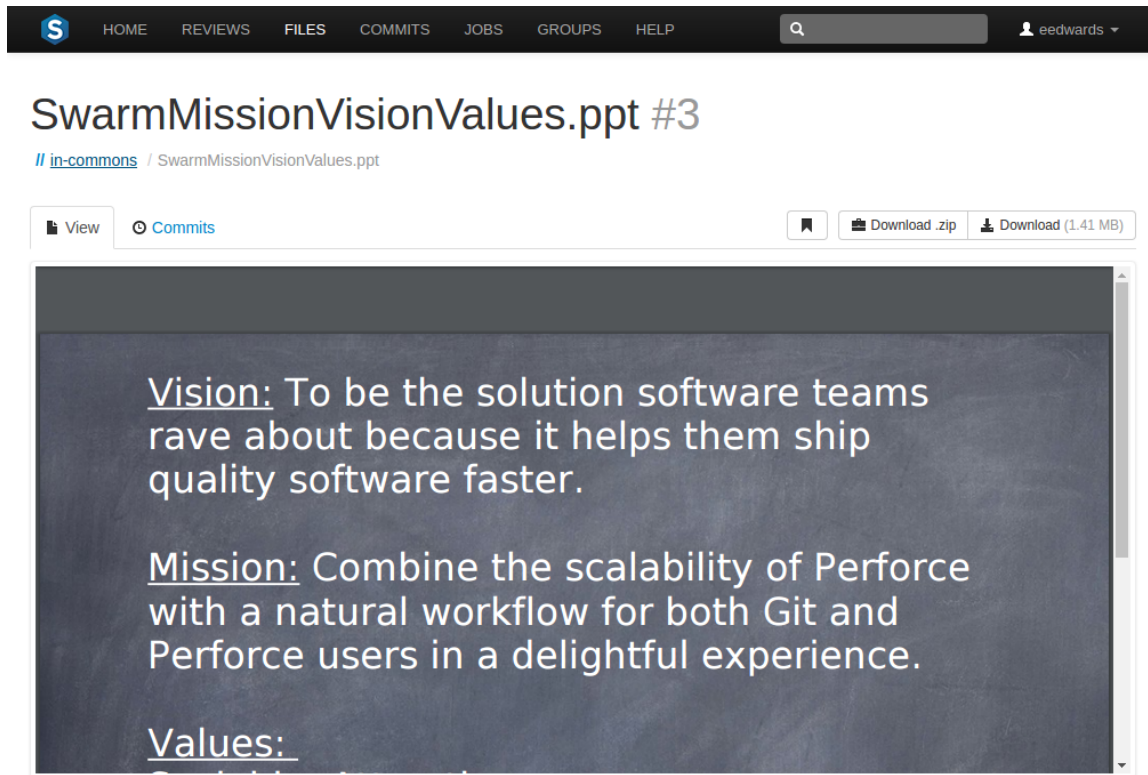 S HOME REVIEWS FILES COMMITS JOBS GROUPS HELP eedwards
SwarmMissionVisionValues.ppt #3
// in-commons / SwarmMissionVisionValues.ppt
View Commits Download .zip Download (1.41 MB)
Vision: To be the solution software teams
rave about because it helps them ship
quality software faster.
Mission: Combine the scalability of Perforce
with a natural workflow for both Git and
Perforce users in a delightful experience.
Values: